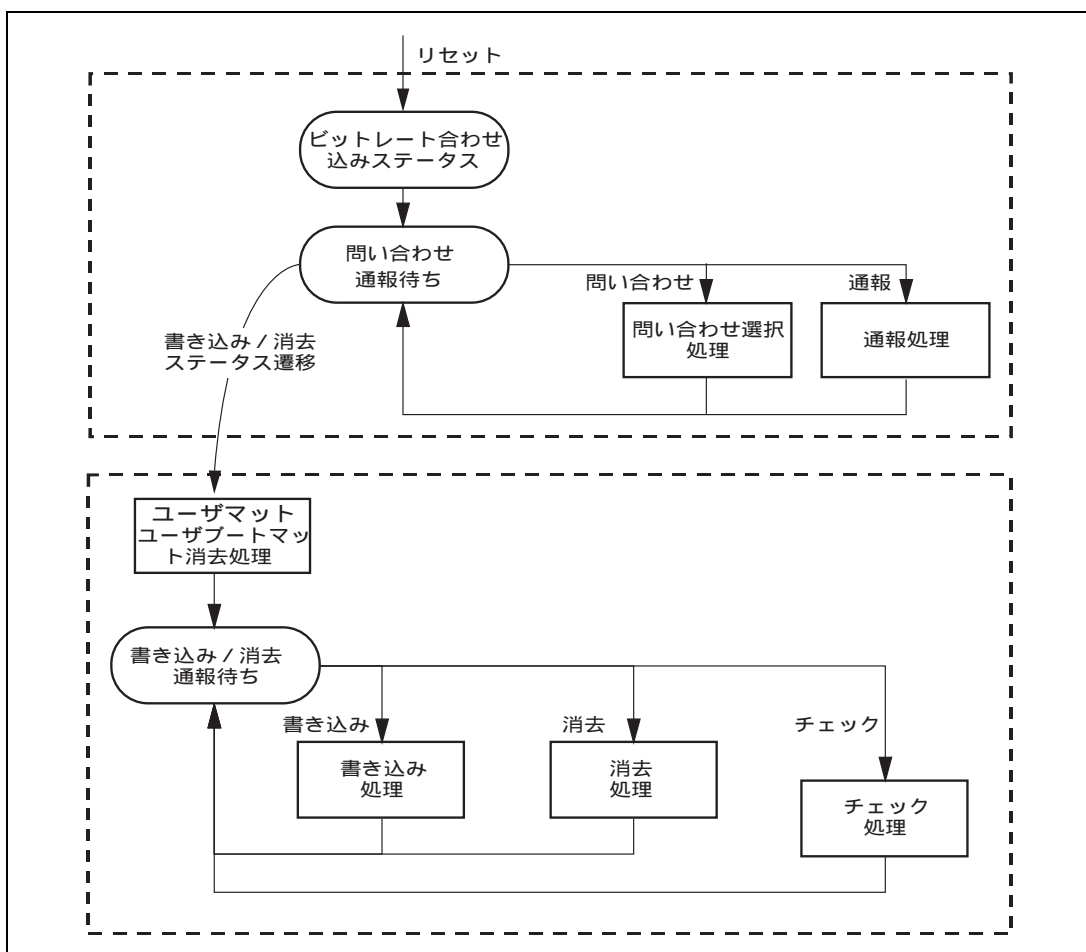 リセット
ビットレート合わせ
込みステータス
問い合わせ
通報待ち
問い合わせ
通報
問い合わせ選択
処理
通報処理
書き込み / 消去
ステータス遷移
ユーザマット
ユーザブートマッ
ト消去処理
書き込み / 消去
通報待ち
書き込み
消去
チェック
書き込み
処理
消去
処理
チェック
処理